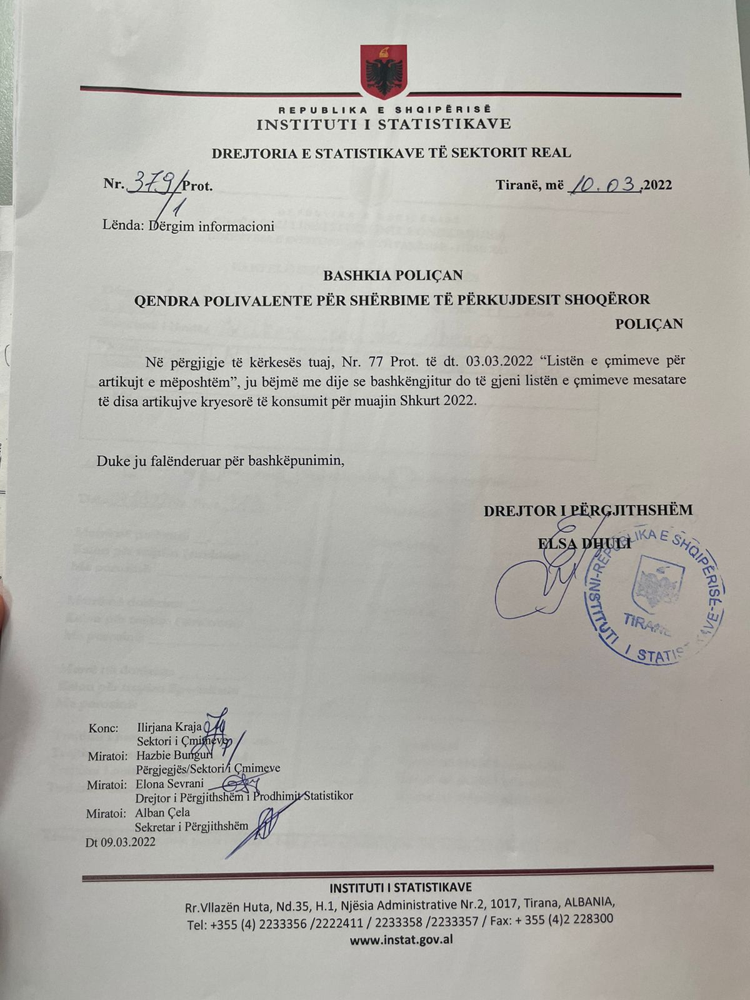 REPUBLIKA E SHQIPËRISË
INSTITUTI I STATISTIKAVE
DREJTORIA E STATISTIKAVE TË SEKTORIT REAL
Nr. 379/1 Prot.
Tiranë, më 10.03.2022
Lënda: Dërgim informacioni
BASHKIA POLIÇAN
QENDRA POLIVALENTE PËR SHËRBIME TË PËRKUJDESIT SHOQËROR
POLIÇAN
Në përgjigje të kërkesës tuaj, Nr. 77 Prot. të dt. 03.03.2022 “Listën e çmimeve për
artikujt e mëposhtëm”, ju bëjmë me dije se bashkëngjitur do të gjeni listën e çmimeve mesatare
të disa artikujve kryesorë të konsumit për muajin Shkurt 2022.
Duke ju falënderuar për bashkëpunimin,
DREJTOR I PËRGJITHSHËM
ELSA DHULI
REPUBLIKA E SHQIPËRISË
INSTITUTI I STATISTIKAVE
TIRANË
Konc: Ilirjana Kraja
Sektori i Çmimeve
Miratoi: Hazbie Bunguri
Përgjegjës/Sektori/i Çmimeve
Miratoi: Elona Sevrani
Drejtor i Përgjithshëm i Prodhimit Statistikor
Miratoi: Alban Çela
Sekretar i Përgjithshëm
Dt 09.03.2022
INSTITUTI I STATISTIKAVE
Rr.Vllazën Huta, Nd.35, H.1, Njësia Administrative Nr.2, 1017, Tirana, ALBANIA,
Tel: +355 (4) 2233356 /2222411 / 2233358 /2233357 / Fax: + 355 (4)2 228300
www.instat.gov.al